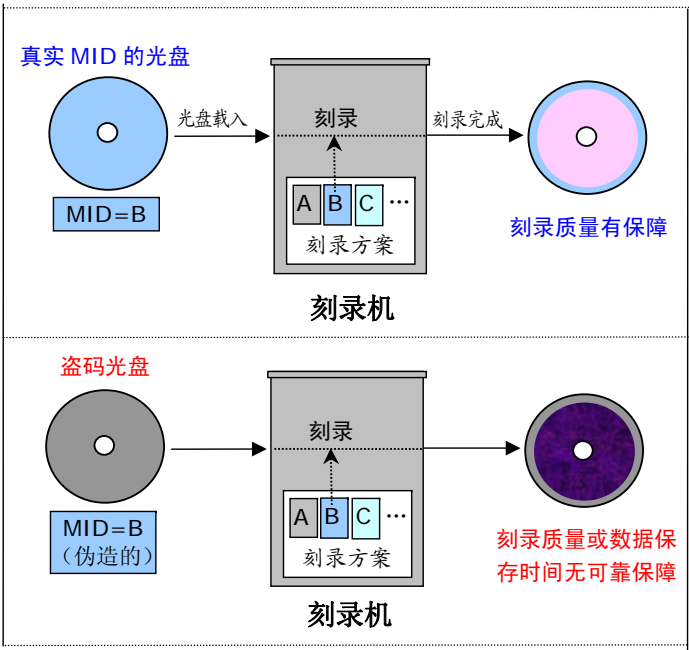 真实 MID 的光盘
光盘载入
刻录
刻录完成
MID=B
A B C ···
刻录方案
刻录质量有保障
刻录机
盗码光盘
刻录
MID=B
（伪造的）
A B C ···
刻录方案
刻录质量或数据保
存时间无可靠保障
刻录机